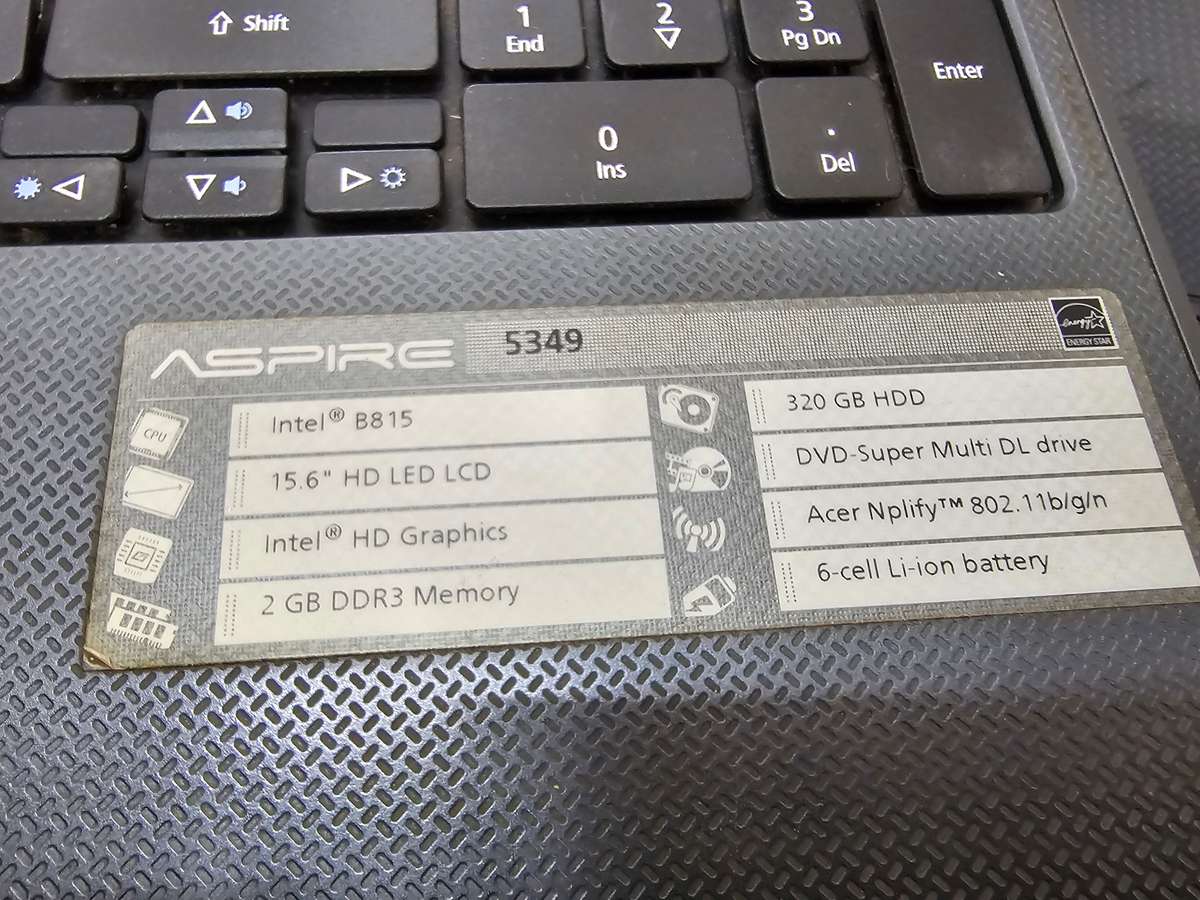 Shift
1
End
2
3
Pg Dn
Enter
0
Ins
.
Del
ASPIRE 5349
energy
ENERGY STAR
CPU
Intel® B815
15.6" HD LED LCD
Intel® HD Graphics
2 GB DDR3 Memory
320 GB HDD
DVD-Super Multi DL drive
Acer Nplify™ 802.11b/g/n
6-cell Li-ion battery